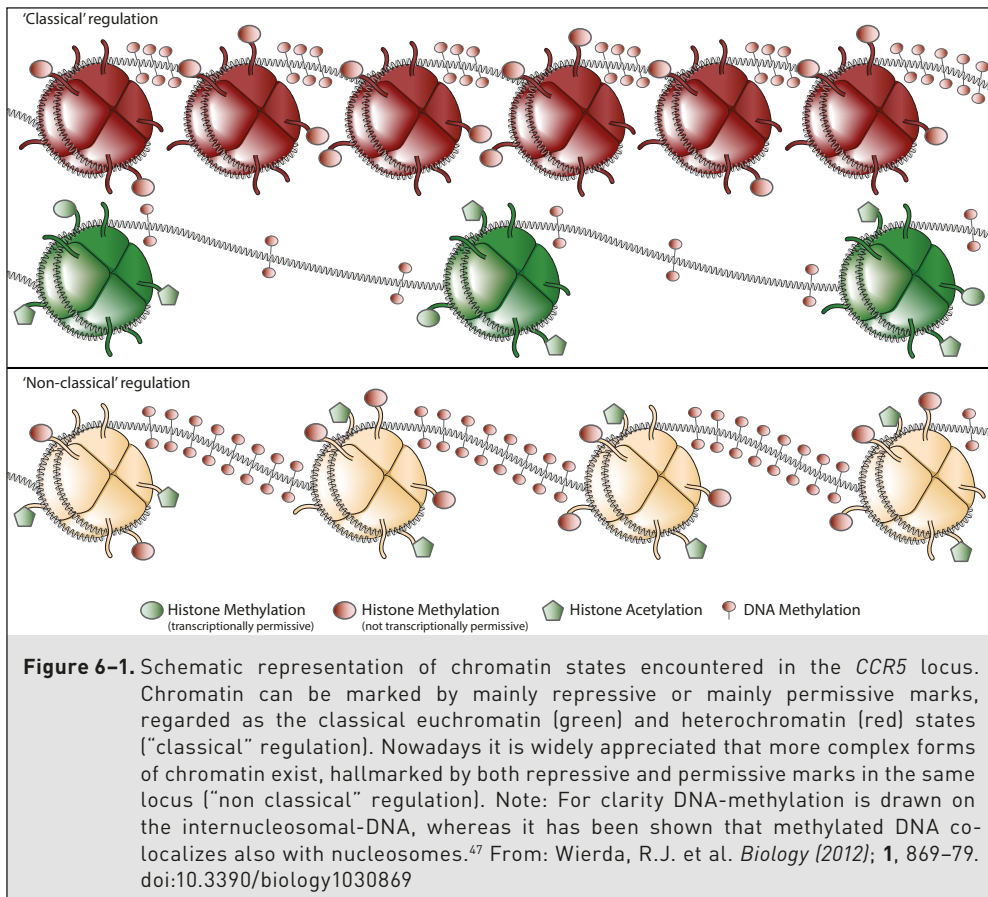 'Classical' regulation
'Non-classical' regulation
Histone Methylation
(transcriptionally permissive)
Histone Methylation
(not transcriptionally permissive)
Histone Acetylation
DNA Methylation
Figure 6–1. Schematic representation of chromatin states encountered in the CCR5 locus.
Chromatin can be marked by mainly repressive or mainly permissive marks,
regarded as the classical euchromatin (green) and heterochromatin (red) states
("classical" regulation). Nowadays it is widely appreciated that more complex forms
of chromatin exist, hallmarked by both repressive and permissive marks in the same
locus ("non classical" regulation). Note: For clarity DNA-methylation is drawn on
the internucleosomal-DNA, whereas it has been shown that methylated DNA co-
localizes also with nucleosomes.47 From: Wierda, R.J. et al. Biology (2012); 1, 869–79.
doi:10.3390/biology1030869